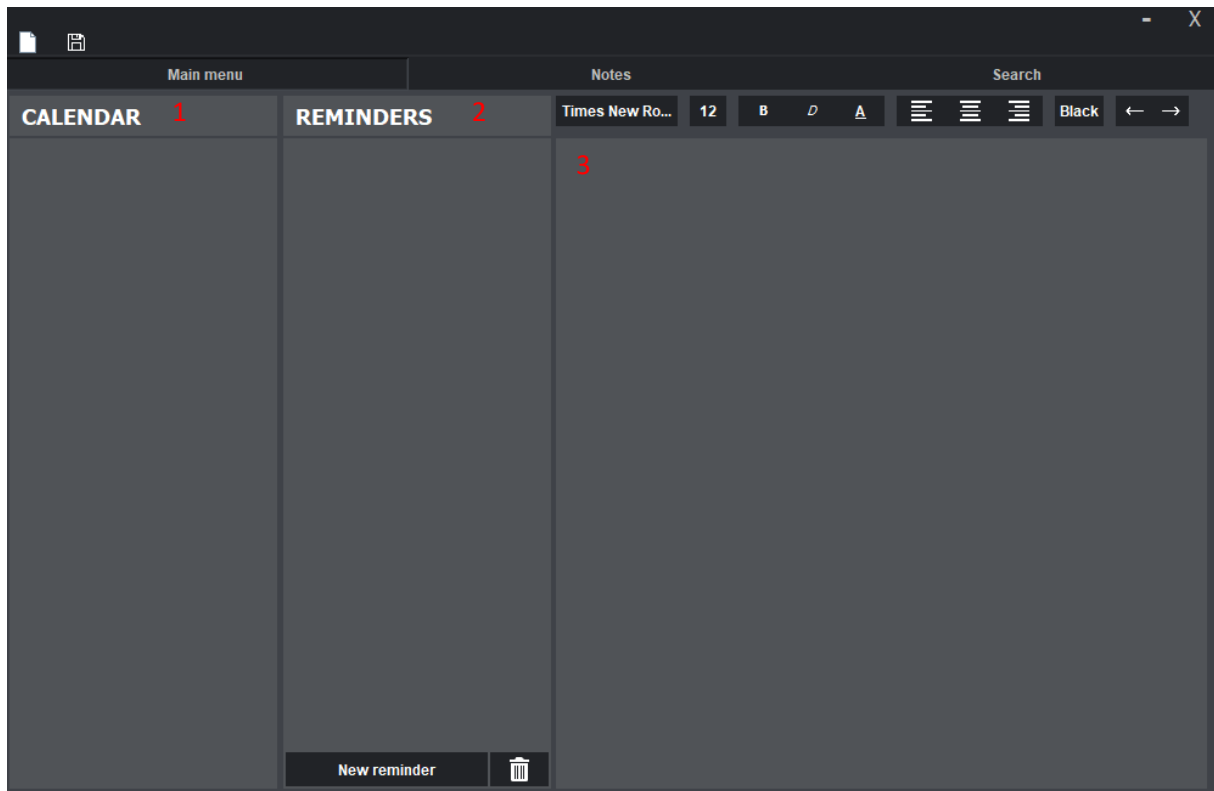 - X
Main menu Notes Search
CALENDAR 1 REMINDERS 2 Times New Ro... 12 B D A Black ← →
3
New reminder